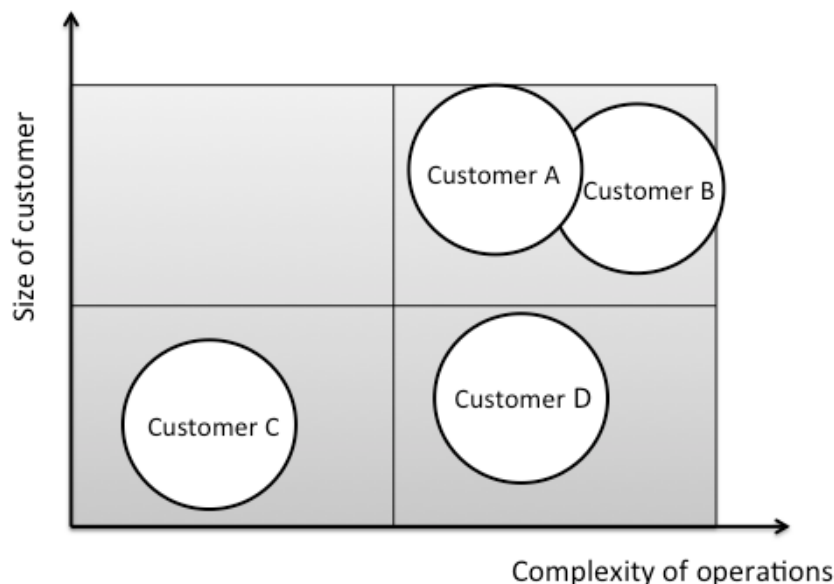 Size of customer
Customer A
Customer B
Customer C
Customer D
Complexity of operations